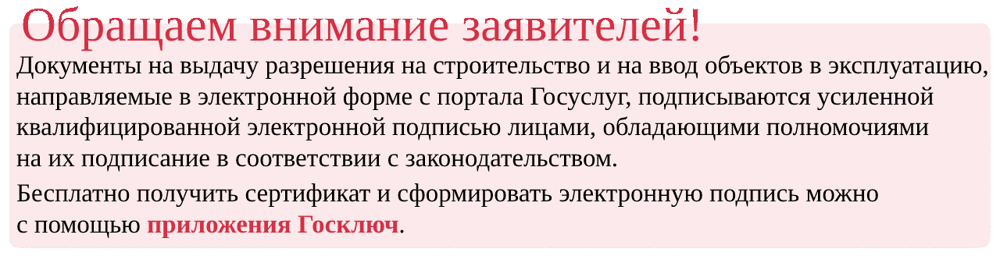 Обращаем внимание заявителей!
Документы на выдачу разрешения на строительство и на ввод объектов в эксплуатацию,
направляемые в электронной форме с портала Госуслуг, подписываются усиленной
квалифицированной электронной подписью лицами, обладающими полномочиями
на их подписание в соответствии с законодательством.
Бесплатно получить сертификат и сформировать электронную подпись можно
с помощью приложения Госключ.